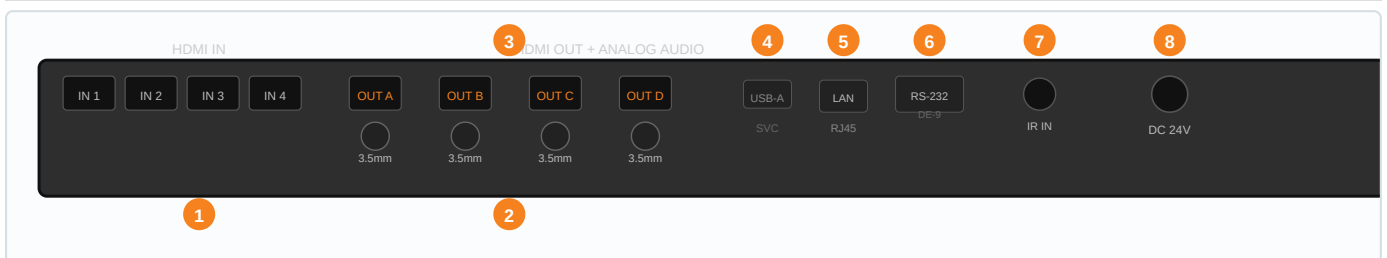 HDMI IN
3
HDMI OUT + ANALOG AUDIO
4
5
6
7
8
IN 1
IN 2
IN 3
IN 4
OUT A
OUT B
OUT C
OUT D
USB-A
LAN
RS-232
DE-9
SVC
RJ45
IR IN
DC 24V
3.5mm
3.5mm
3.5mm
3.5mm
1
2